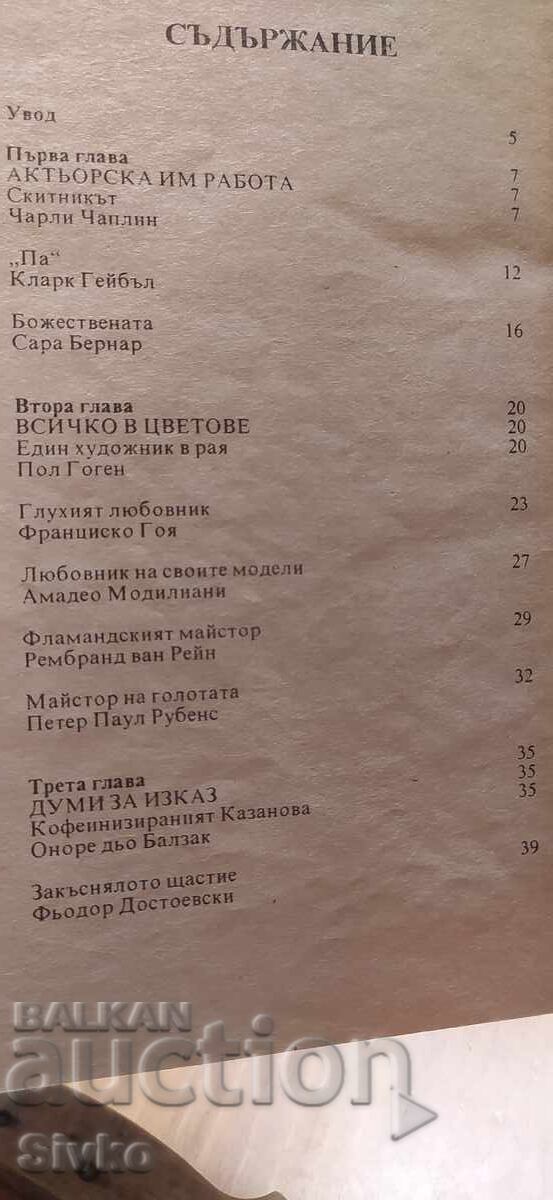 СЪДЪРЖАНИЕ
Увод 5
Първа глава
АКТЬОРСКА ИМ РАБОТА 7
Скитникът 7
Чарли Чаплин 7
„Па“
Кларк Гейбъл 12
Божествената
Сара Бернар 16
Втора глава 20
ВСИЧКО В ЦВЕТОВЕ 20
Един художник в рая 20
Пол Гоген
Глухият любовник 23
Франциско Гоя
Любовник на своите модели 27
Амадео Модилиани
Фламандският майстор 29
Рембранд ван Рейн
Майстор на голотата 32
Петер Паул Рубенс
Трета глава 35
ДУМИ ЗА ИЗКАЗ 35
Кофеинизираният Казанова 35
Оноре дьо Балзак
Закъснялото щастие 39
Фьодор Достоевски
BALKAN
auction
Sivko